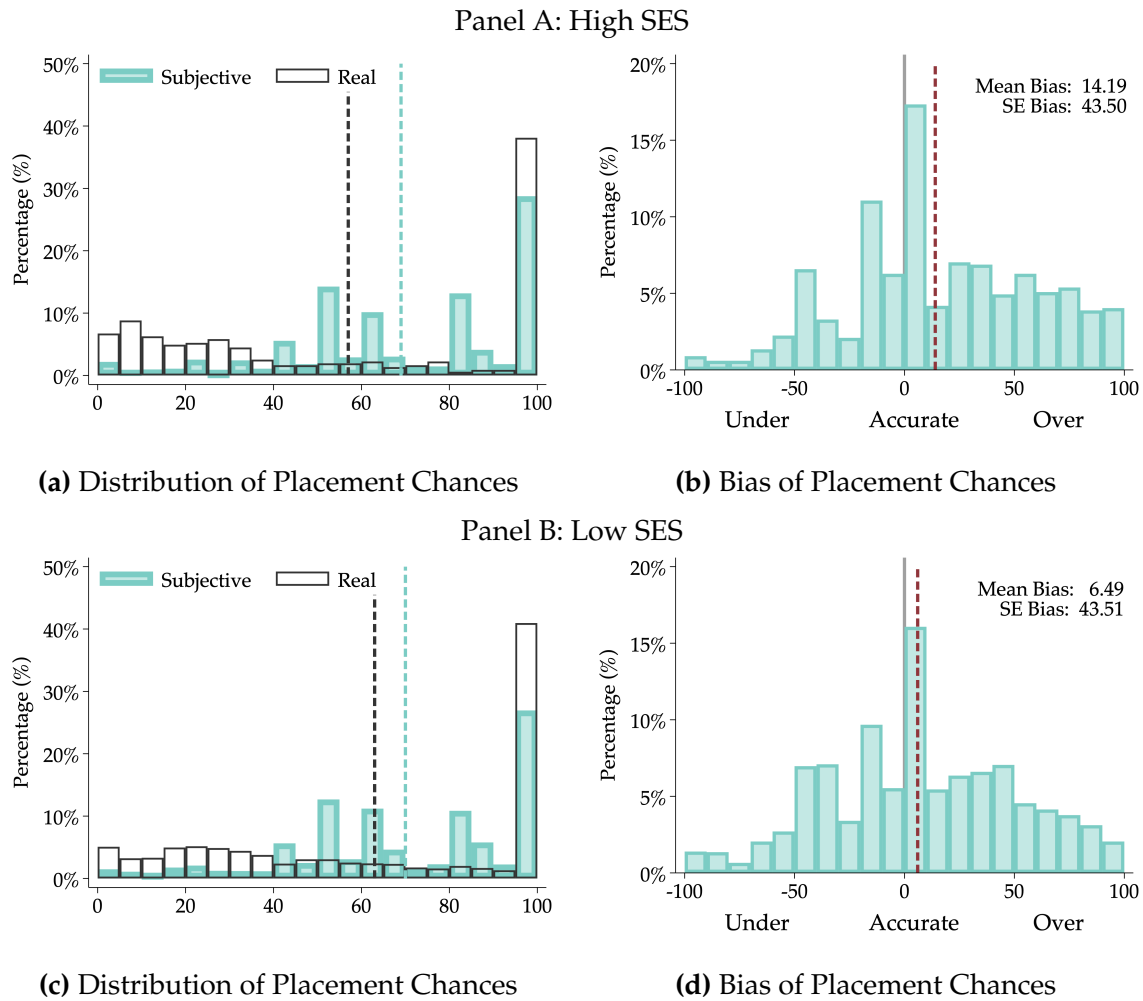 Panel A: High SES
Subjective Real
Percentage (%)
50%
40%
30%
20%
10%
0%
0 20 40 60 80 100
(a) Distribution of Placement Chances
Mean Bias: 14.19
SE Bias: 43.50
Percentage (%)
20%
15%
10%
5%
0%
-100 -50 0 50 100
Under Accurate Over
(b) Bias of Placement Chances
Panel B: Low SES
Subjective Real
Percentage (%)
50%
40%
30%
20%
10%
0%
0 20 40 60 80 100
(c) Distribution of Placement Chances
Mean Bias: 6.49
SE Bias: 43.51
Percentage (%)
20%
15%
10%
5%
0%
-100 -50 0 50 100
Under Accurate Over
(d) Bias of Placement Chances